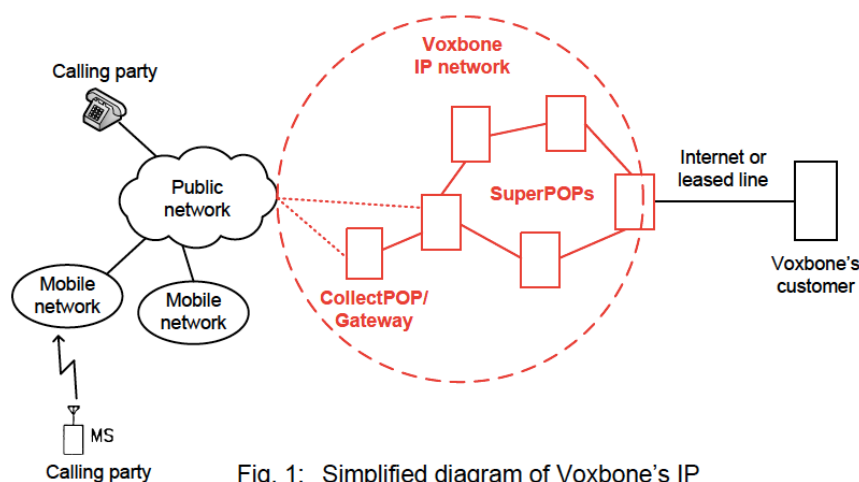 Voxbone
IP network
Calling party
Public
network
Internet or
leased line
SuperPOPs
Mobile
network
Mobile
network
CollectPOP/
Gateway
Voxbone's
customer
MS
Calling party
Fig. 1: Simplified diagram of Voxbone's IP